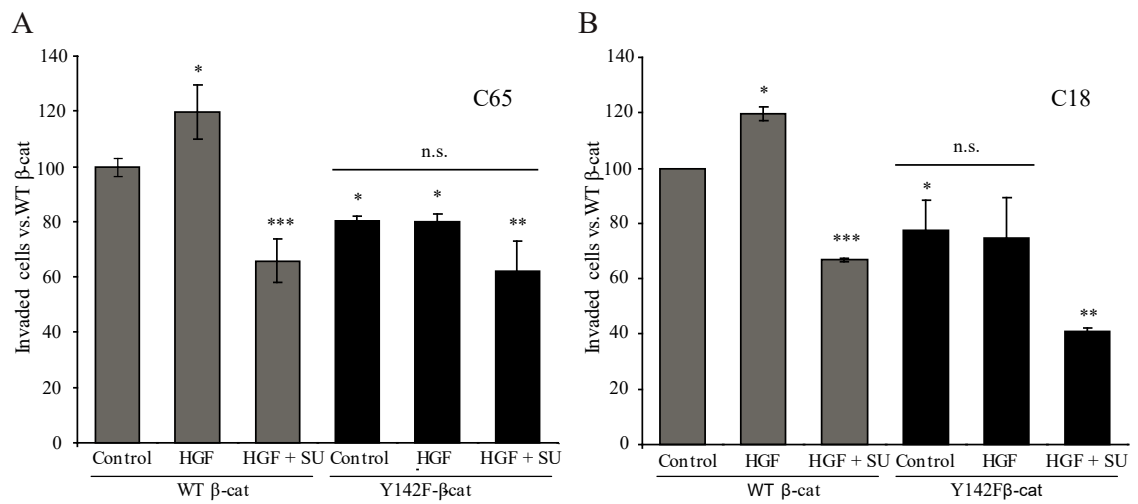 A
Invaded cells vs.WT β-cat
140
120
100
80
60
40
20
0
C65
*
***
n.s.
*
*
**
Control HGF HGF + SU Control HGF HGF + SU
WT β-cat Y142F-βcat
B
Invaded cells vs.WT β-cat
140
120
100
80
60
40
20
0
C18
*
***
n.s.
*
**
Control HGF HGF + SU Control HGF HGF + SU
WT β-cat Y142Fβ-cat